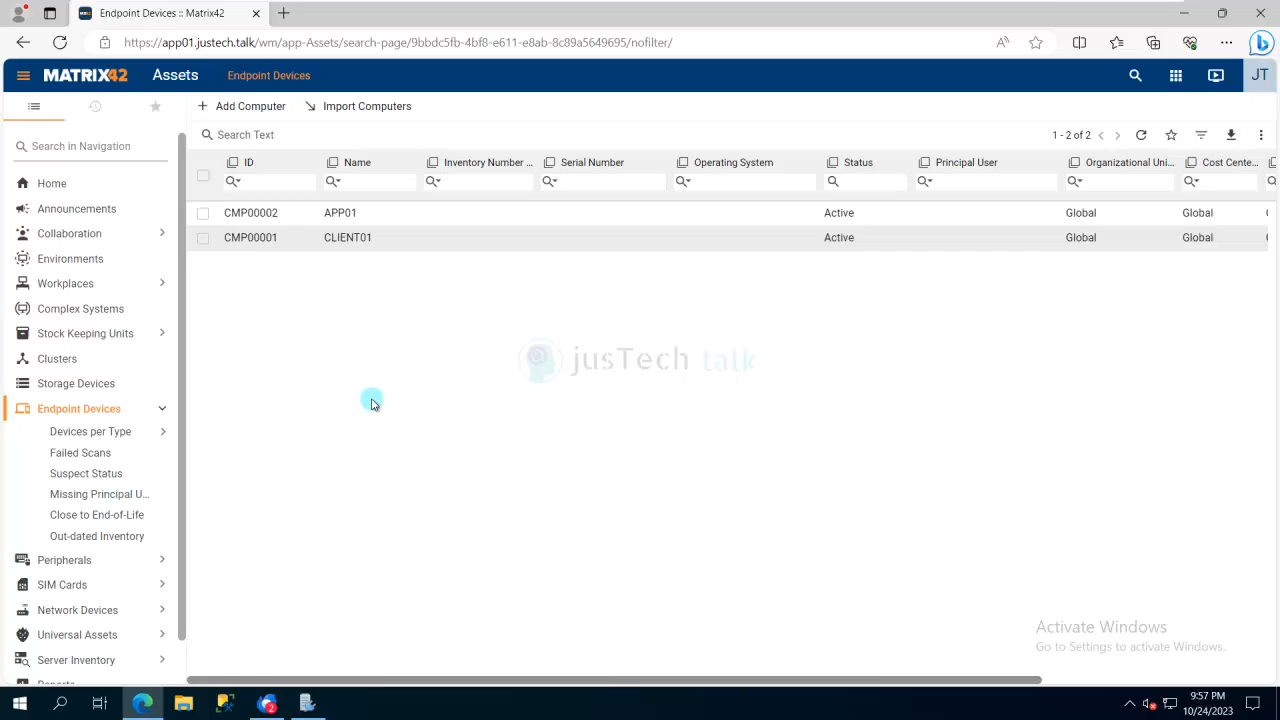 Endpoint Devices :: Matrix42
https://app01.justech.talk/wm/app-Assets/search-page/9bbdc5fb-4bf8-e611-e8ab-8c89a5649695/nofilter/
MATRIX42 Assets Endpoint Devices JT
Add Computer Import Computers
Search in Navigation
Search Text 1 - 2 of 2
ID Name Inventory Number ... Serial Number Operating System Status Principal User Organizational Uni... Cost Cente...
CMP00002 APP01 Active Global Global
CMP00001 CLIENT01 Active Global Global
Home
Announcements
Collaboration
Environments
Workplaces
Complex Systems
Stock Keeping Units
Clusters
Storage Devices
Endpoint Devices
Devices per Type
Failed Scans
Suspect Status
Missing Principal U...
Close to End-of-Life
Out-dated Inventory
Peripherals
SIM Cards
Network Devices
Universal Assets
Server Inventory
Reports
jusTech talk
Activate Windows
Go to Settings to activate Windows.
2
9:57 PM
10/24/2023